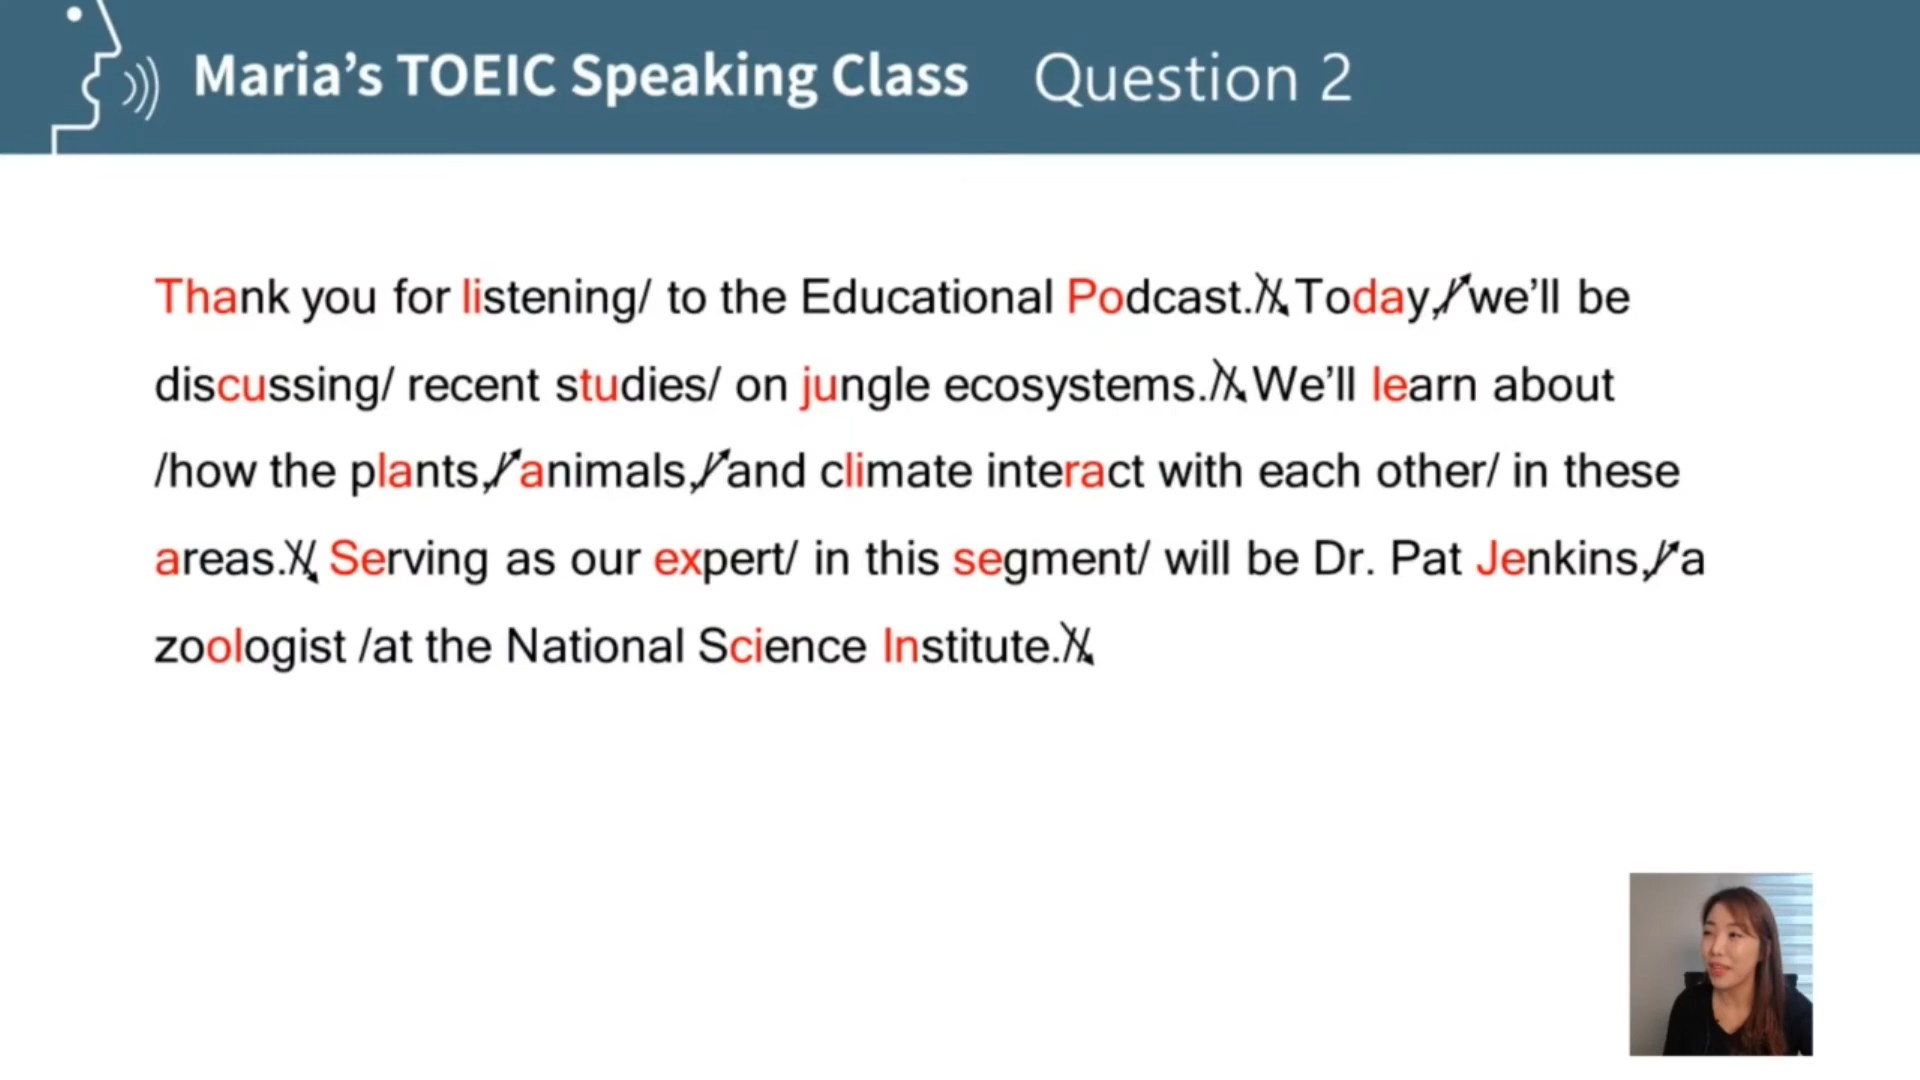 Maria’s TOEIC Speaking Class Question 2
Thank you for listening/ to the Educational Podcast.// Today,/ we’ll be
discussing/ recent studies/ on jungle ecosystems.// We’ll learn about
/how the plants,/ animals,/ and climate interact with each other/ in these
areas.// Serving as our expert/ in this segment/ will be Dr. Pat Jenkins,/ a
zoologist /at the National Science Institute.//